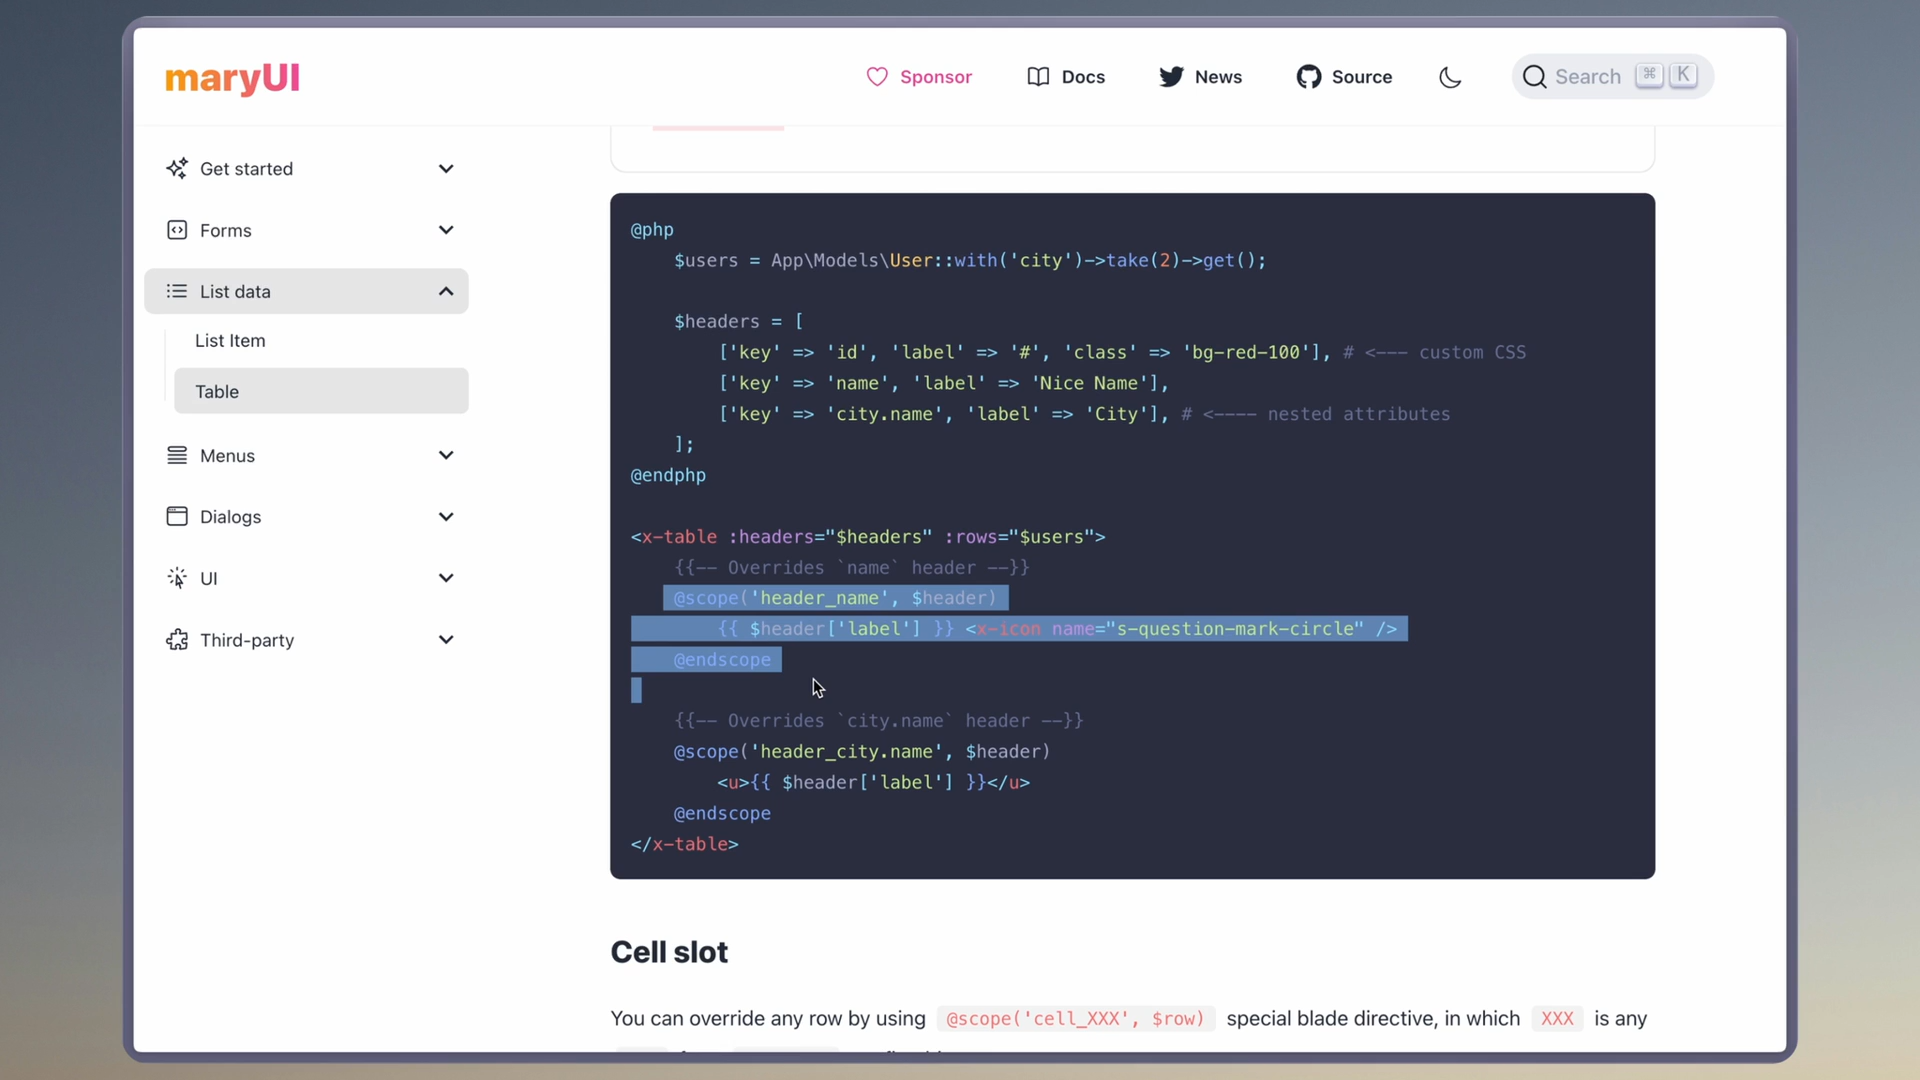 maryUI
Sponsor
Docs
News
Source
Search ⌘ K
Get started
Forms
List data
List Item
Table
Menus
Dialogs
UI
Third-party
@php
$users = App\Models\User::with('city')->take(2)->get();
$headers = [
['key' => 'id', 'label' => '#', 'class' => 'bg-red-100'], # <--- custom CSS
['key' => 'name', 'label' => 'Nice Name'],
['key' => 'city.name', 'label' => 'City'], # <---- nested attributes
];
@endphp
<x-table :headers="$headers" :rows="$users">
{{-- Overrides `name` header --}}
@scope('header_name', $header)
{{ $header['label'] }} <x-icon name="s-question-mark-circle" />
@endscope
{{-- Overrides `city.name` header --}}
@scope('header_city.name', $header)
<u>{{ $header['label'] }}</u>
@endscope
</x-table>
Cell slot
You can override any row by using @scope('cell_XXX', $row) special blade directive, in which XXX is any